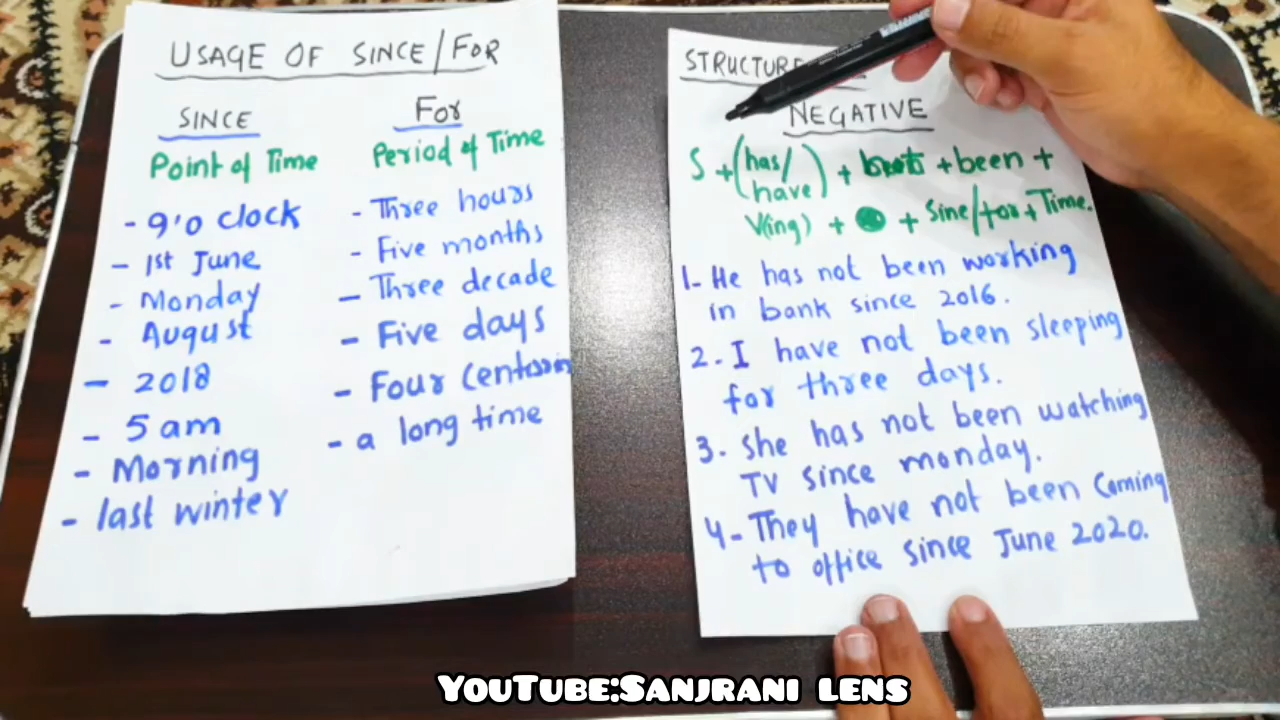 USAGE OF SINCE/FOR
SINCE
Point of Time
- 9'o clock
- 1st June
- Monday
- August
- 2018
- 5 am
- Morning
- last winter
For
Period of Time
- Three hours
- Five months
- Three decade
- Five days
- Four
- a long time
STRUCTURE
NEGATIVE
S + (has/have) + + been +
V(ing) + + Sine/for + Time.
1- He has not been working
in bank since 2016.
2. I have not been sleeping
for three days.
3. She has not been watching
TV since monday.
4- They have not been Coming
to office since June 2020.
YOUTUBE:SANJRANI LENS